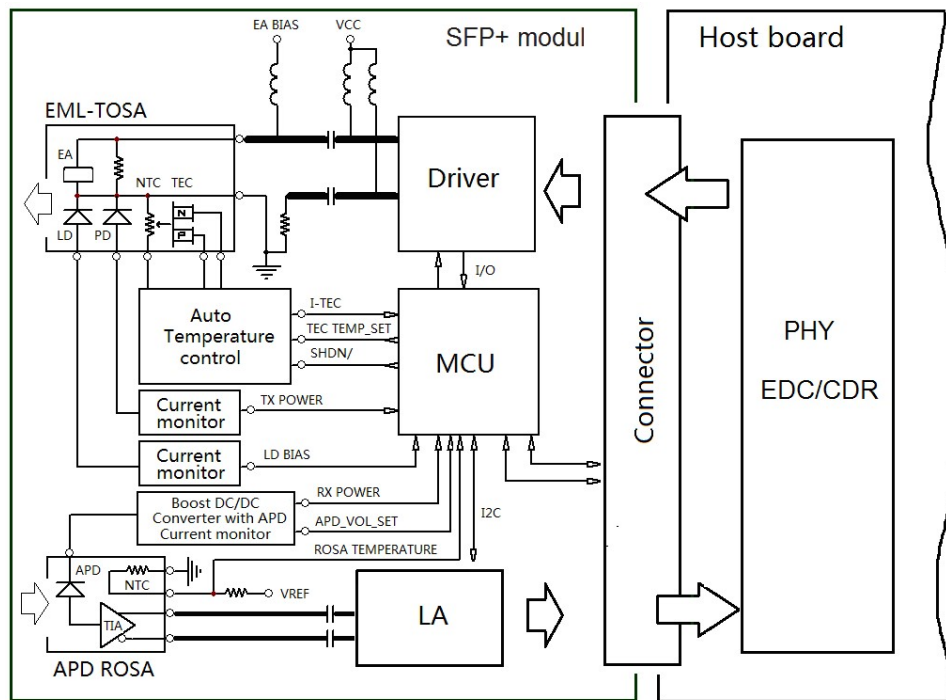 EA BIAS
VCC
SFP+ modul
Host board
EML-TOSA
EA
NTC TEC
N
P
LD
PD
Driver
I/O
Auto
Temperature
control
I-TEC
TEC TEMP_SET
SHDN/
MCU
Connector
PHY
EDC/CDR
Current
monitor
TX POWER
Current
monitor
LD BIAS
Boost DC/DC
Converter with APD
Current monitor
RX POWER
APD_VOL_SET
I2C
ROSA TEMPERATURE
APD
NTC
VREF
TIA
LA
APD ROSA